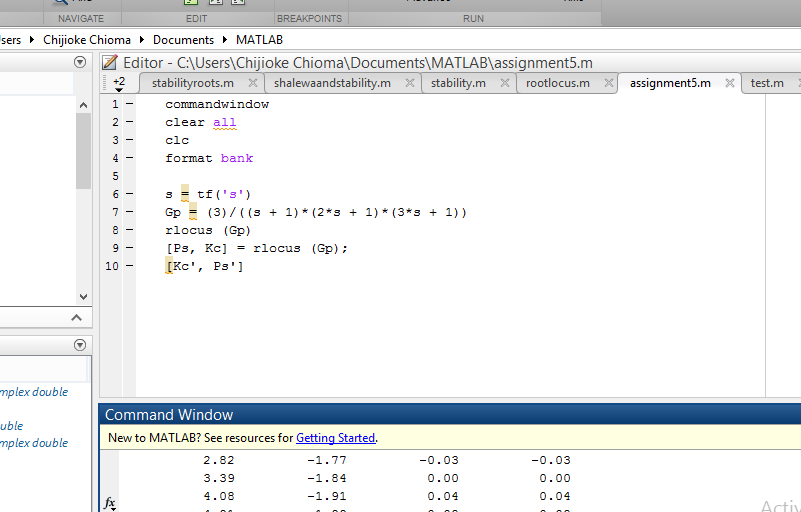 NAVIGATE EDIT BREAKPOINTS RUN
sers ▸ Chijioke Chioma ▸ Documents ▸ MATLAB
Editor - C:\Users\Chijioke Chioma\Documents\MATLAB\assignment5.m
+2 stabilityroots.m × shalewaandstability.m × stability.m × rootlocus.m × assignment5.m × test.m
1 – commandwindow
2 – clear all
3 – clc
4 – format bank
5
6 – s = tf('s')
7 – Gp = (3)/((s + 1)*(2*s + 1)*(3*s + 1))
8 – rlocus (Gp)
9 – [Ps, Kc] = rlocus (Gp);
10 – [Kc', Ps']
mplex double
uble
mplex double
Command Window
New to MATLAB? See resources for Getting Started.
2.82 -1.77 -0.03 -0.03
3.39 -1.84 0.00 0.00
4.08 -1.91 0.04 0.04
fx
Activ